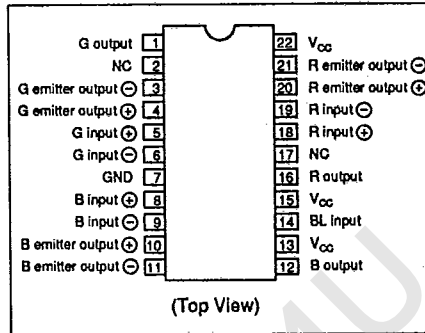 G output 1
NC 2
G emitter output ⊖ 3
G emitter output ⊕ 4
G input ⊕ 5
G input ⊖ 6
GND 7
B input ⊕ 8
B input ⊖ 9
B emitter output ⊕ 10
B emitter output ⊖ 11
22 VCC
21 R emitter output ⊖
20 R emitter output ⊕
19 R input ⊖
18 R input ⊕
17 NC
16 R output
15 VCC
14 BL input
13 VCC
12 B output
(Top View)